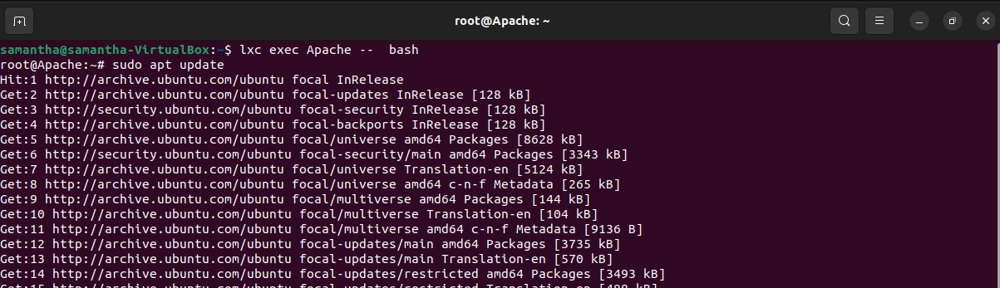 root@Apache: ~
samantha@samantha-VirtualBox:~$ lxc exec Apache --  bash
root@Apache:~# sudo apt update
Hit:1 http://archive.ubuntu.com/ubuntu focal InRelease
Get:2 http://archive.ubuntu.com/ubuntu focal-updates InRelease [128 kB]
Get:3 http://security.ubuntu.com/ubuntu focal-security InRelease [128 kB]
Get:4 http://archive.ubuntu.com/ubuntu focal-backports InRelease [128 kB]
Get:5 http://archive.ubuntu.com/ubuntu focal/universe amd64 Packages [8628 kB]
Get:6 http://security.ubuntu.com/ubuntu focal-security/main amd64 Packages [3343 kB]
Get:7 http://archive.ubuntu.com/ubuntu focal/universe Translation-en [5124 kB]
Get:8 http://archive.ubuntu.com/ubuntu focal/universe amd64 c-n-f Metadata [265 kB]
Get:9 http://archive.ubuntu.com/ubuntu focal/multiverse amd64 Packages [144 kB]
Get:10 http://archive.ubuntu.com/ubuntu focal/multiverse Translation-en [104 kB]
Get:11 http://archive.ubuntu.com/ubuntu focal/multiverse amd64 c-n-f Metadata [9136 B]
Get:12 http://archive.ubuntu.com/ubuntu focal-updates/main amd64 Packages [3735 kB]
Get:13 http://archive.ubuntu.com/ubuntu focal-updates/main Translation-en [570 kB]
Get:14 http://archive.ubuntu.com/ubuntu focal-updates/restricted amd64 Packages [3493 kB]
Get:15 http://archive.ubuntu.com/ubuntu focal-updates/restricted Translation-en